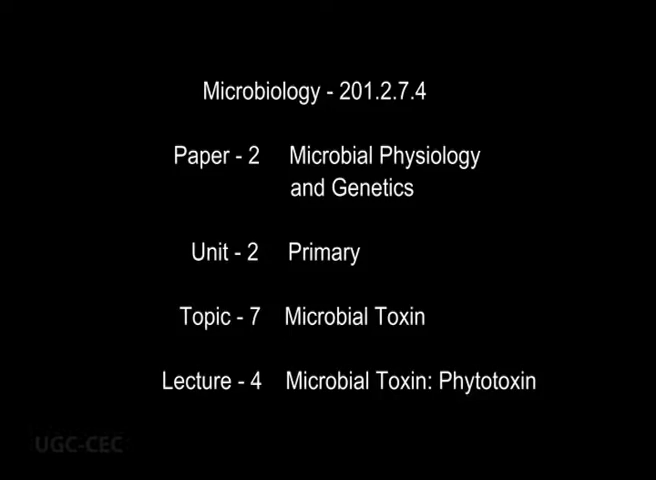 Microbiology - 201.2.7.4
Paper - 2 Microbial Physiology
and Genetics
Unit - 2 Primary
Topic - 7 Microbial Toxin
Lecture - 4 Microbial Toxin: Phytotoxin
UGC-CEC